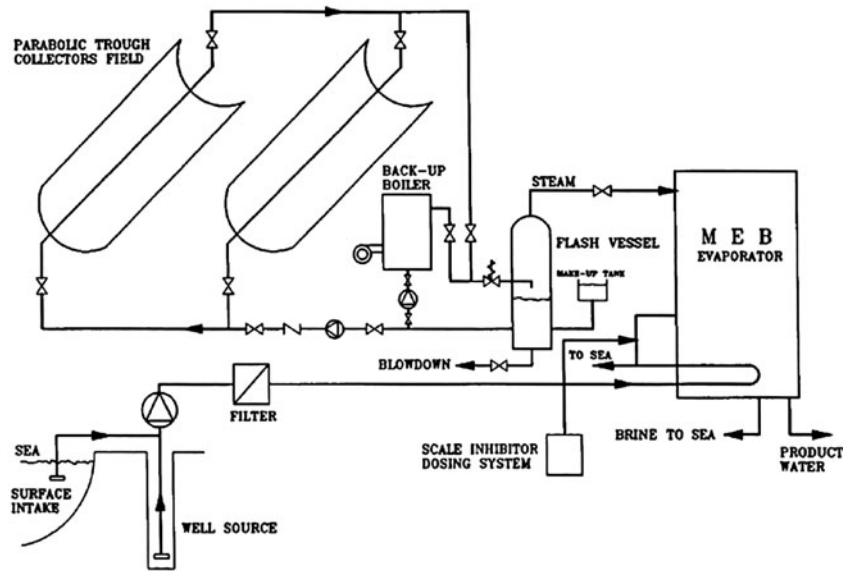 PARABOLIC TROUGH
COLLECTORS FIELD
BACK-UP
BOILER
STEAM
FLASH VESSEL
MAKE-UP TANK
M E B
EVAPORATOR
BLOWDOWN
TO SEA
FILTER
SCALE INHIBITOR
DOSING SYSTEM
BRINE TO SEA
PRODUCT
WATER
SEA
SURFACE
INTAKE
WELL SOURCE